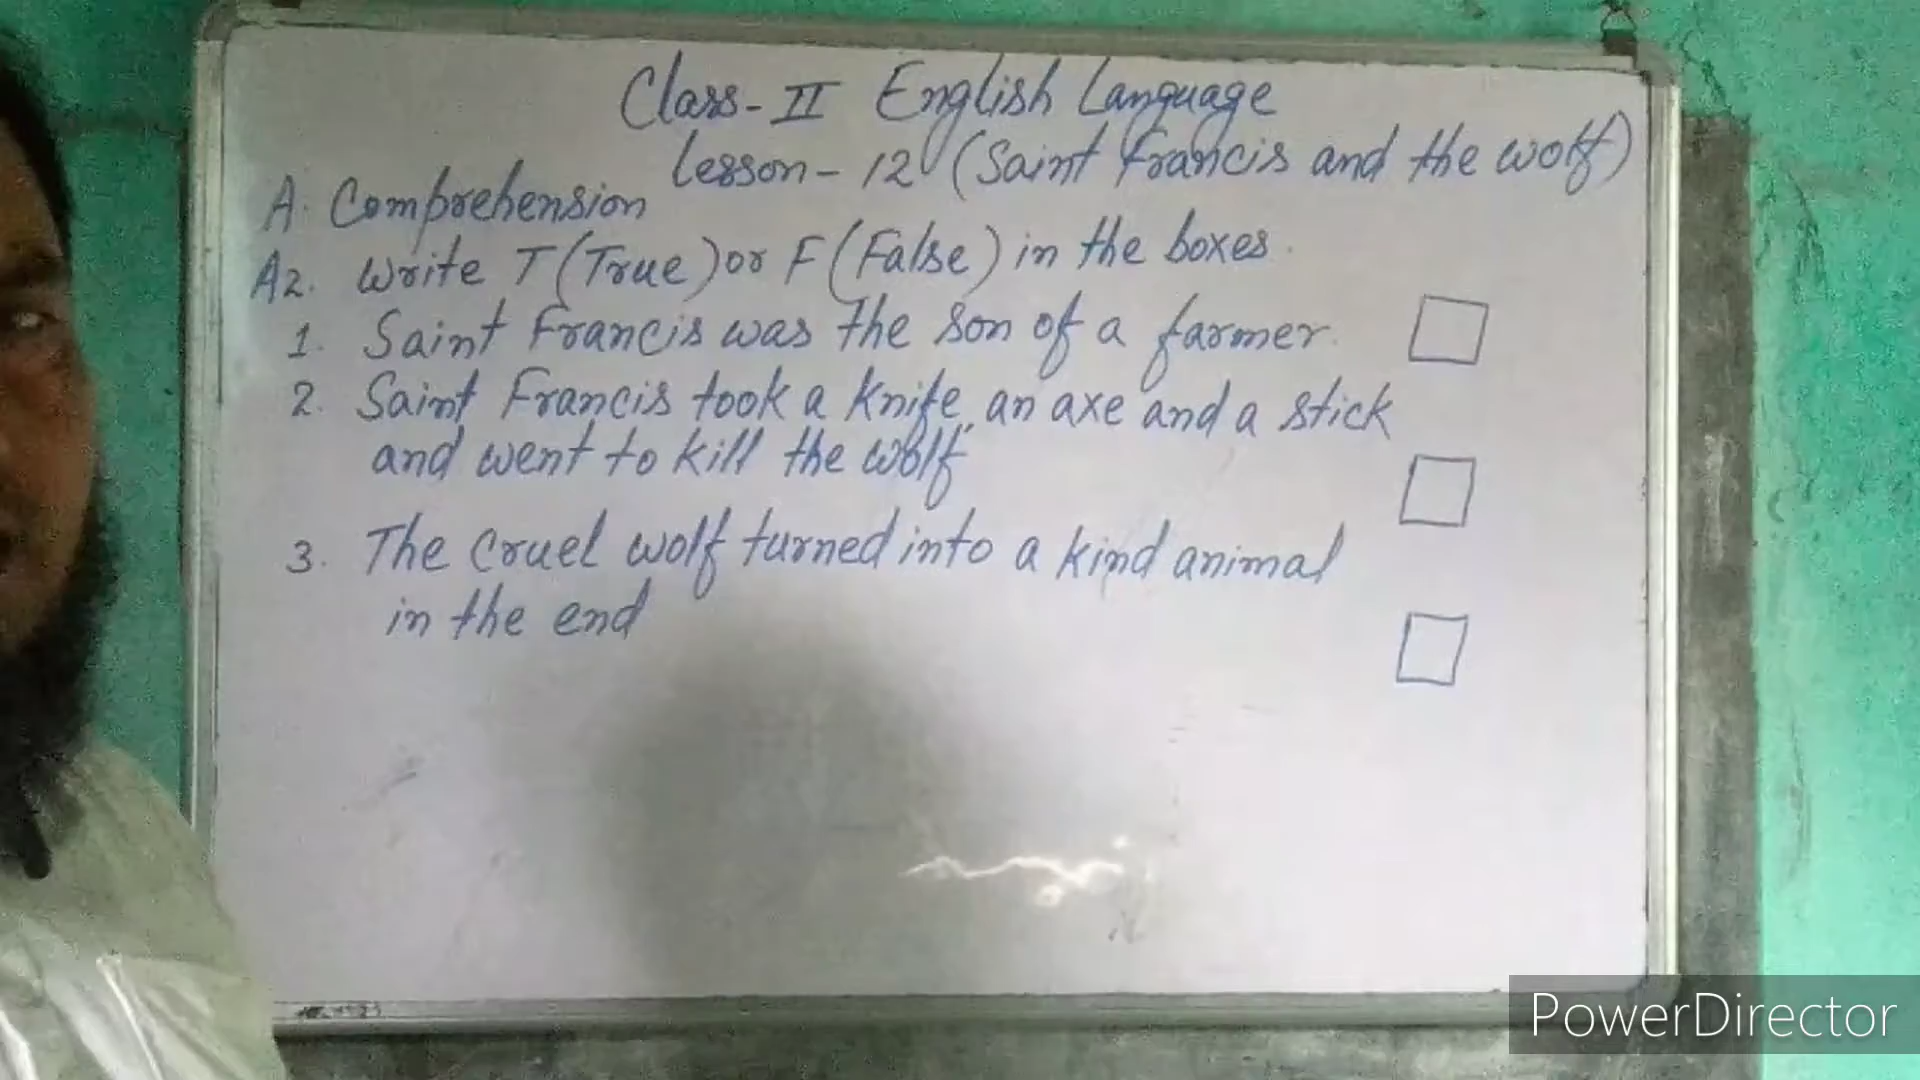 Class-II English Language
Lesson-12 (Saint Francis and the wolf)
A. Comprehension
A2. Write T (True) or F (False) in the boxes.
1. Saint Francis was the son of a farmer.
2. Saint Francis took a knife, an axe and a stick
and went to kill the wolf
3. The cruel wolf turned into a kind animal
in the end
PowerDirector